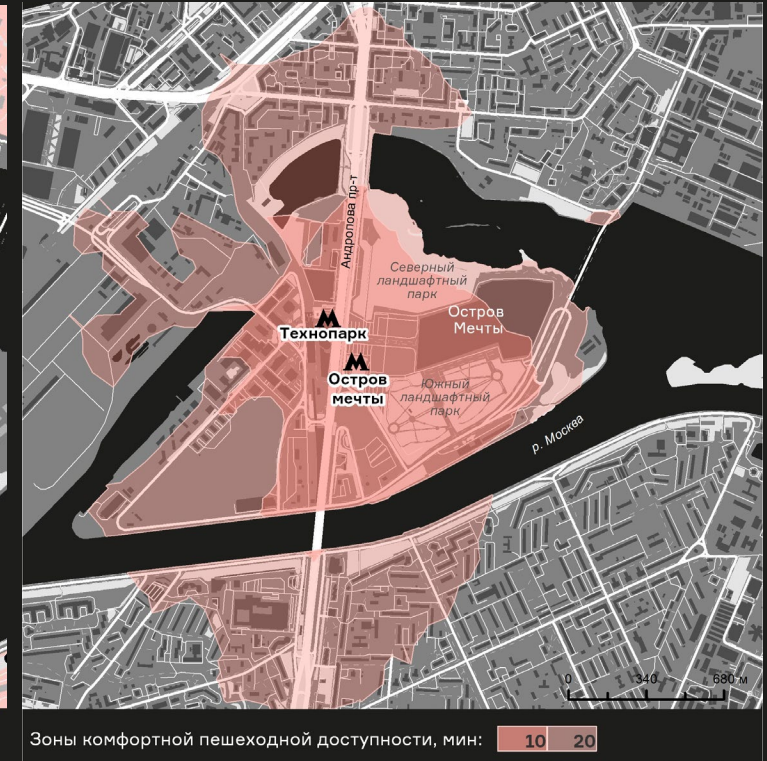 Андропова пр-т
Северный
ландшафтный
парк
Остров
Мечты
Технопарк
Остров
мечты
Южный
ландшафтный
парк
р. Москва
0 340 680 м
Зоны комфортной пешеходной доступности, мин: 10 20